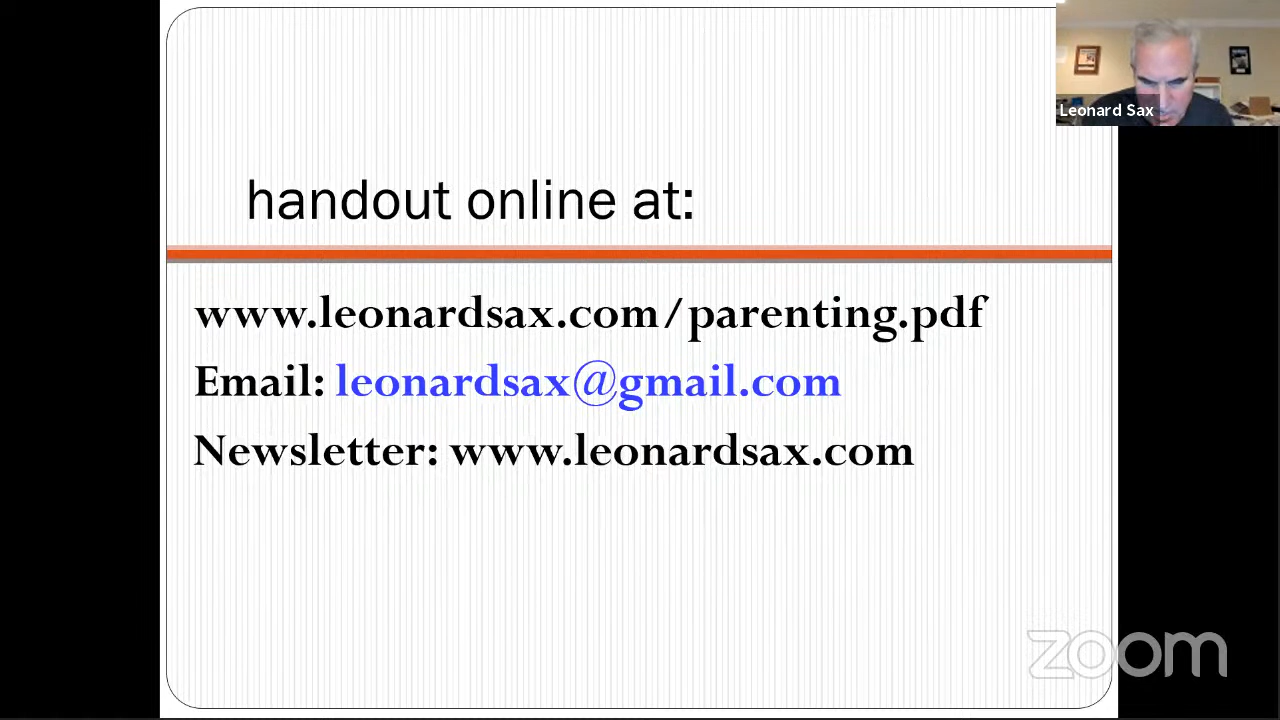 Leonard Sax
handout online at:
www.leonardsax.com/parenting.pdf
Email: leonardsax@gmail.com
Newsletter: www.leonardsax.com
zoom